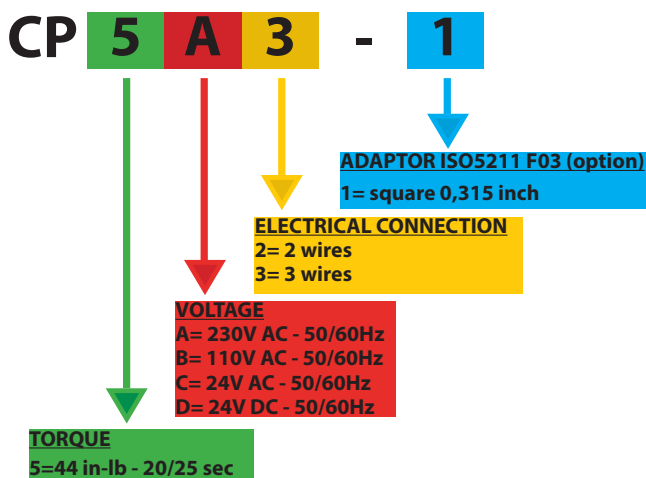 CP 5 A 3 - 1
ADAPTOR ISO5211 F03 (option)
1= square 0,315 inch
ELECTRICAL CONNECTION
2= 2 wires
3= 3 wires
VOLTAGE
A= 230V AC - 50/60Hz
B= 110V AC - 50/60Hz
C= 24V AC - 50/60Hz
D= 24V DC - 50/60Hz
TORQUE
5=44 in-lb - 20/25 sec